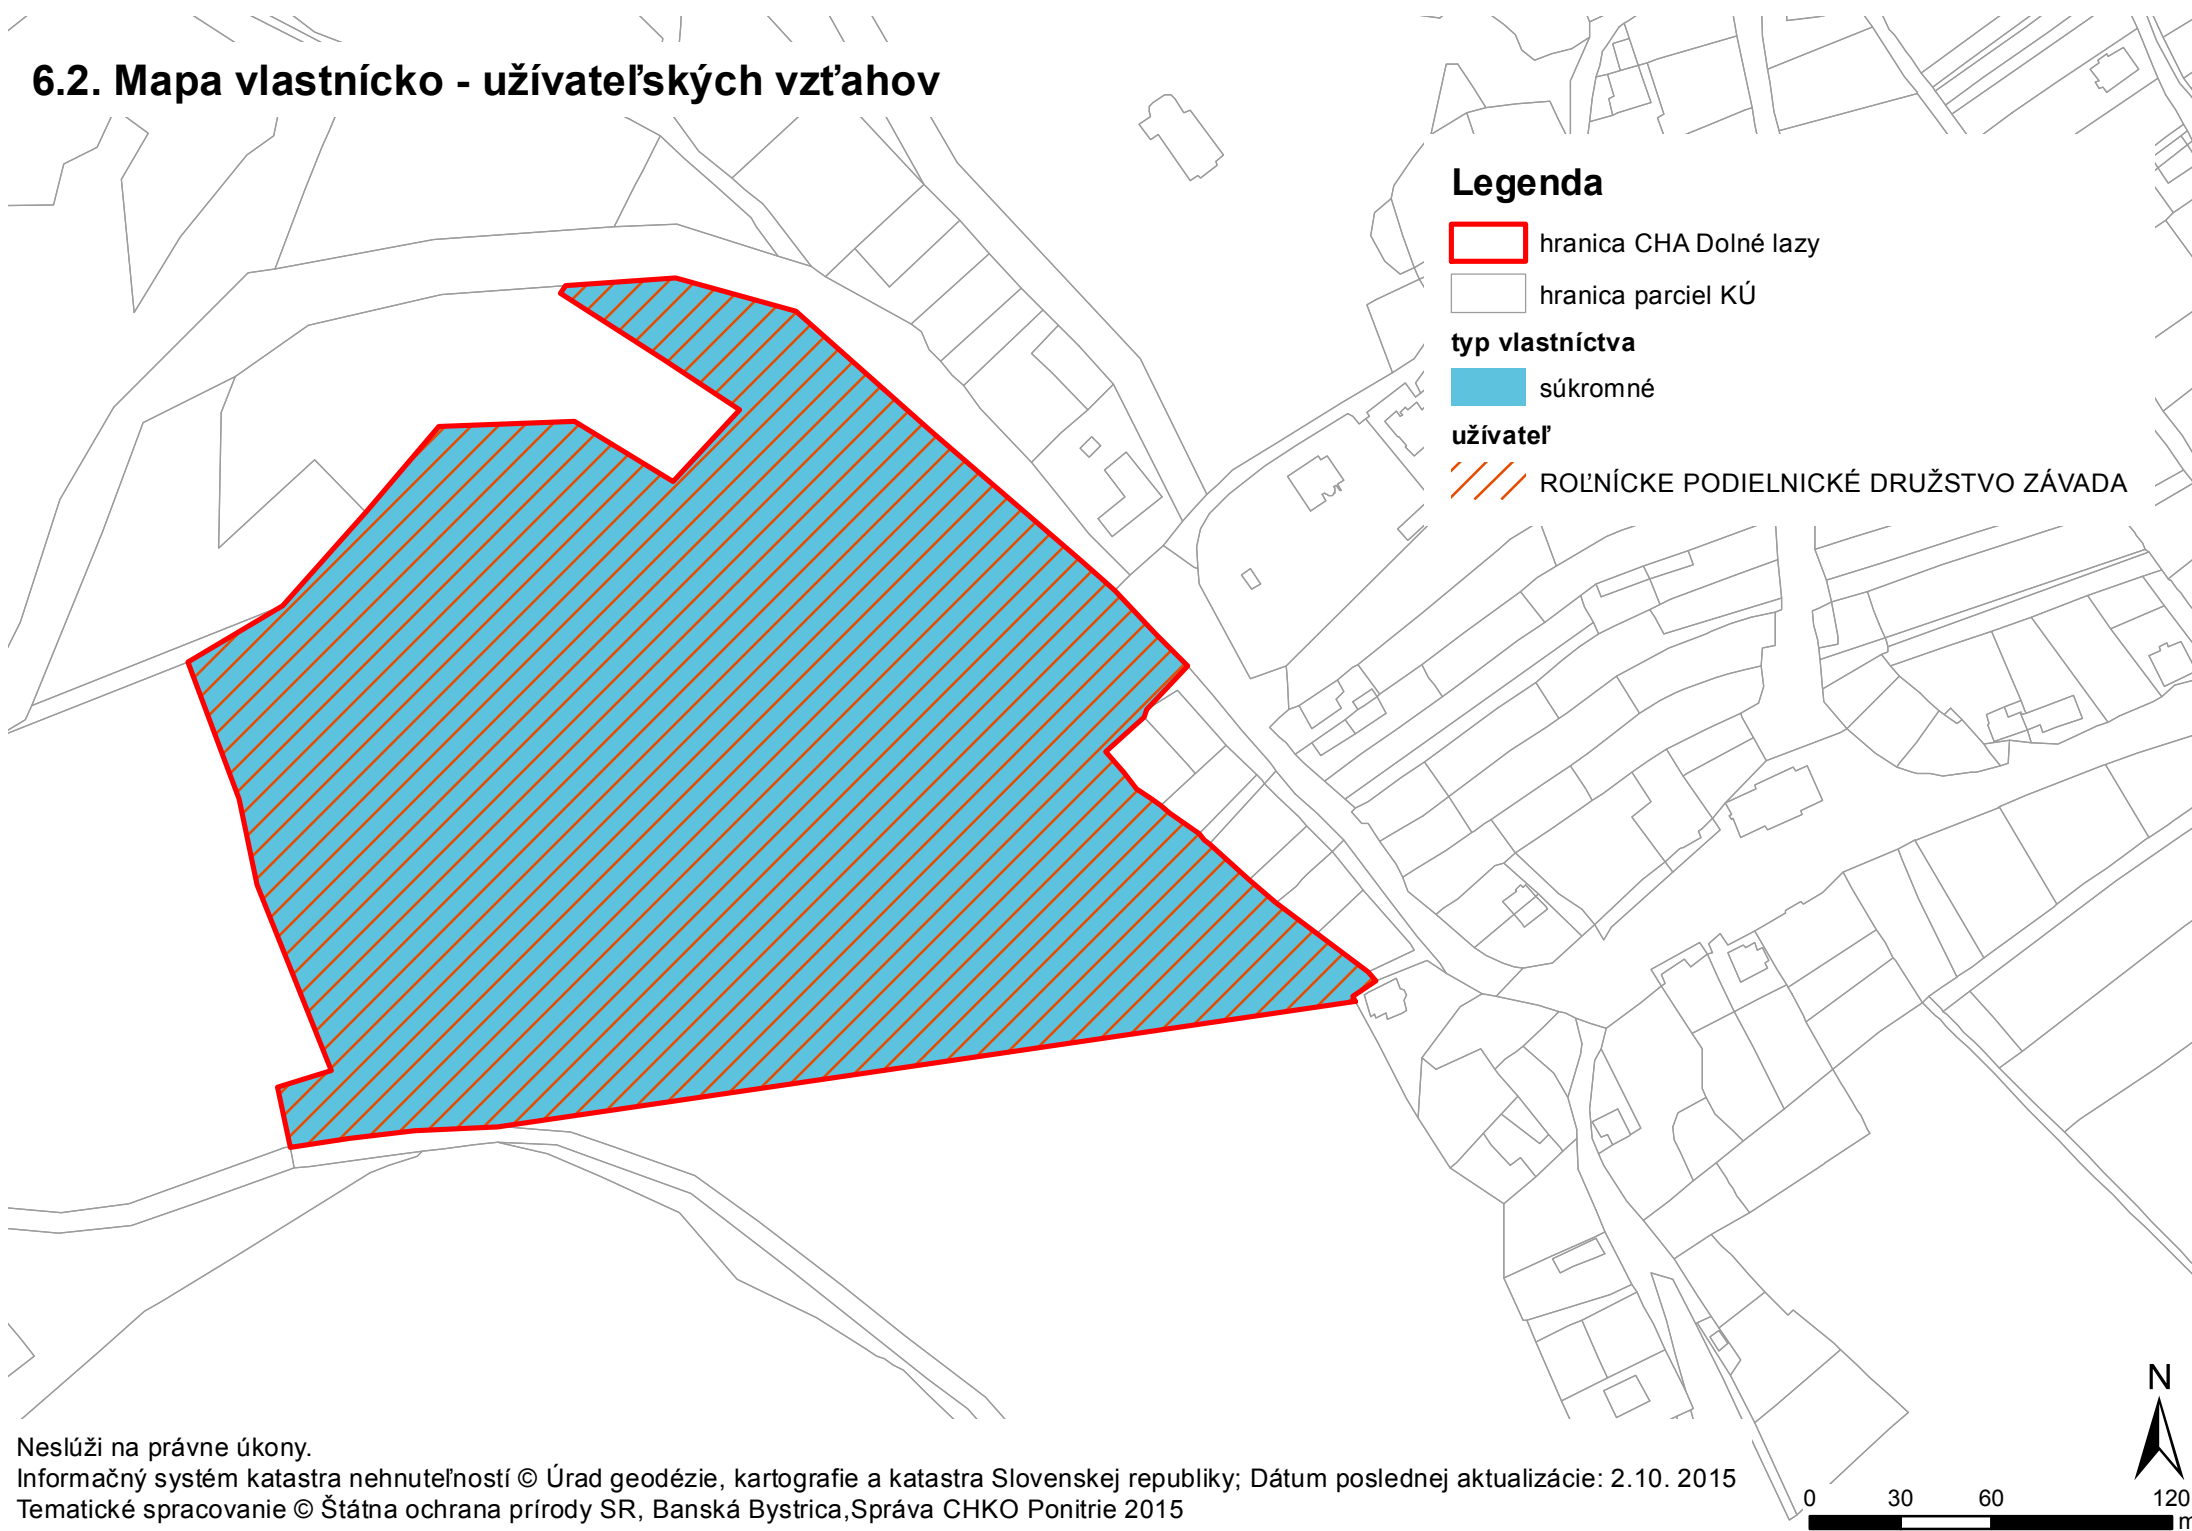 6.2. Mapa vlastnícko - užívateľských vzťahov
Legenda
hranica CHA Dolné lazy
hranica parciel KÚ
typ vlastníctva
súkromné
užívateľ
ROĽNÍCKE PODIELNICKÉ DRUŽSTVO ZÁVADA
N
Neslúži na právne úkony.
Informačný systém katastra nehnuteľností © Úrad geodézie, kartografie a katastra Slovenskej republiky; Dátum poslednej aktualizácie: 2.10. 2015
Tematické spracovanie © Štátna ochrana prírody SR, Banská Bystrica,Správa CHKO Ponitrie 2015
0 30 60 120
m